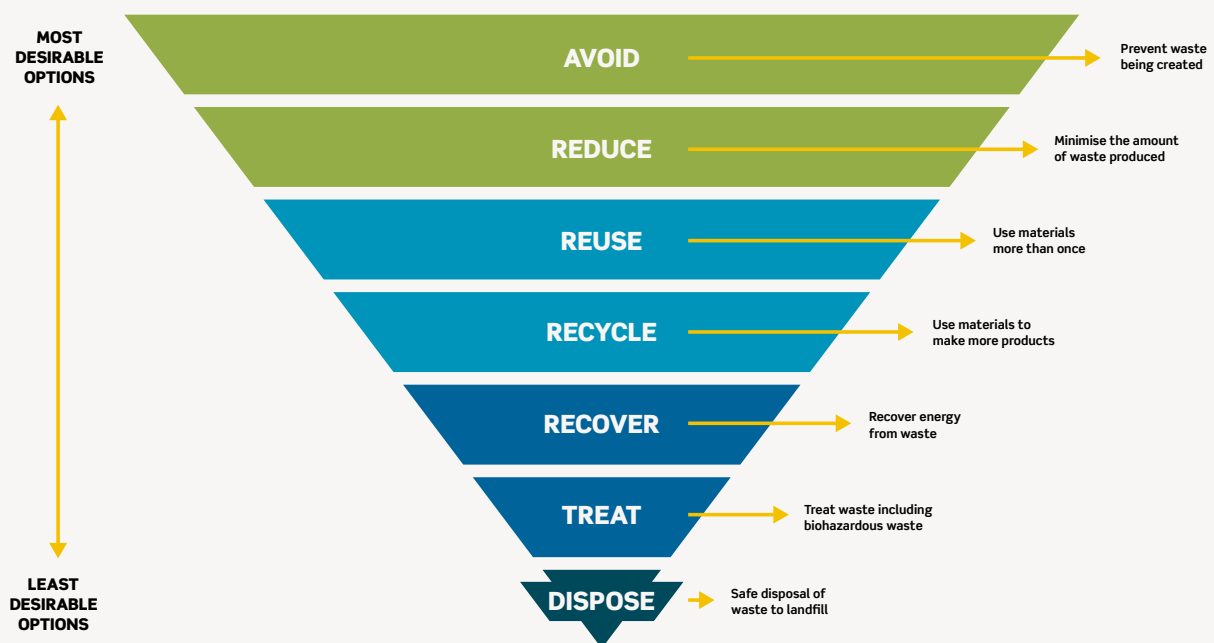 MOST
DESIRABLE
OPTIONS
AVOID
Prevent waste
being created
REDUCE
Minimise the amount
of waste produced
REUSE
Use materials
more than once
RECYCLE
Use materials to
make more products
RECOVER
Recover energy
from waste
TREAT
Treat waste including
biohazardous waste
LEAST
DESIRABLE
OPTIONS
DISPOSE
Safe disposal of
waste to landfill